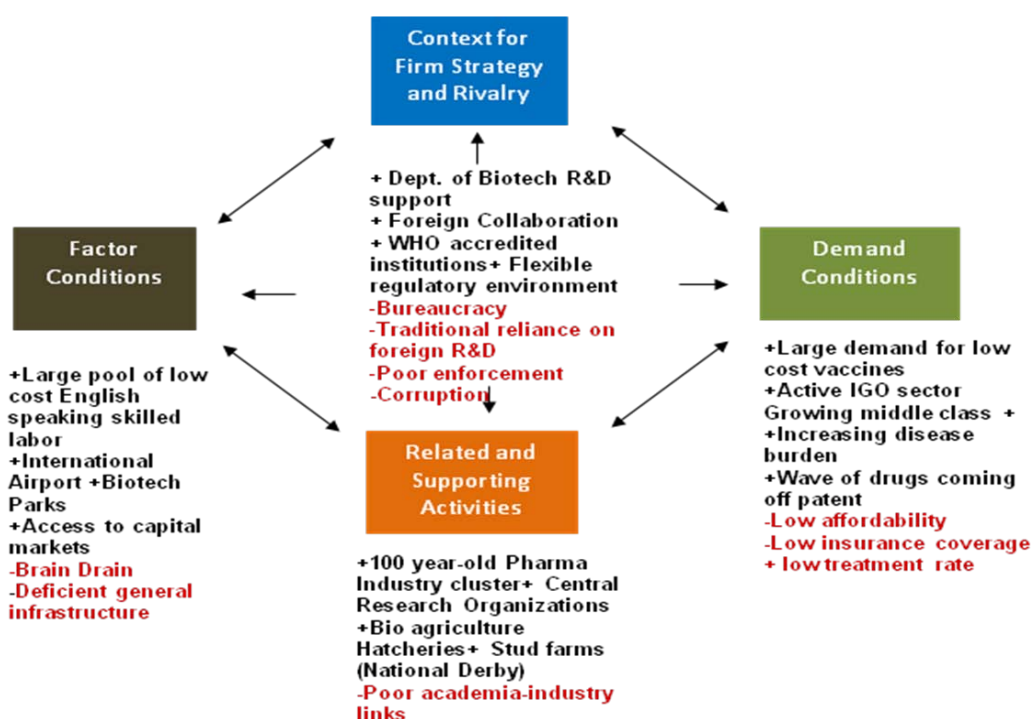 Context for
Firm Strategy
and Rivalry
+ Dept. of Biotech R&D
support
+ Foreign Collaboration
+ WHO accredited
institutions+ Flexible
regulatory environment
-Bureaucracy
-Traditional reliance on
foreign R&D
-Poor enforcement
-Corruption
Factor
Conditions
+Large pool of low
cost English
speaking skilled
labor
+International
Airport +Biotech
Parks
+Access to capital
markets
-Brain Drain
-Deficient general
infrastructure
Demand
Conditions
+Large demand for low
cost vaccines
+Active IGO sector
Growing middle class +
+Increasing disease
burden
+Wave of drugs coming
off patent
-Low affordability
-Low insurance coverage
+ low treatment rate
Related and
Supporting
Activities
+100 year-old Pharma
Industry cluster+ Central
Research Organizations
+Bio agriculture
Hatcheries+ Stud farms
(National Derby)
-Poor academia-industry
links